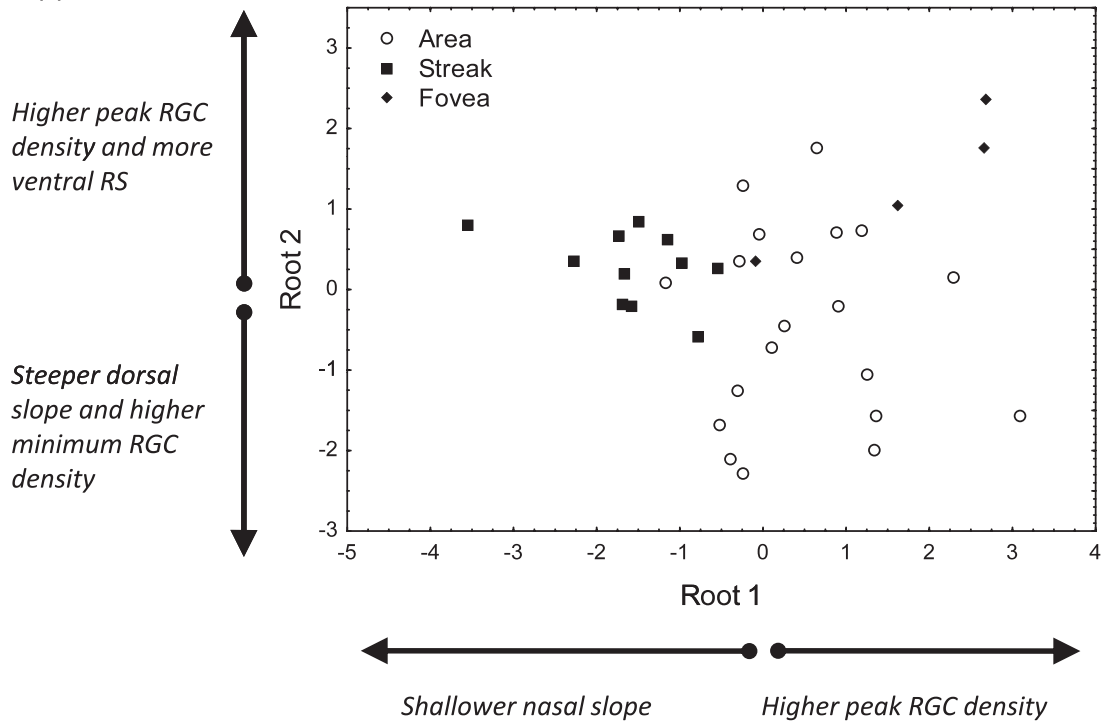 Area
Streak
Fovea
Higher peak RGC
density and more
ventral RS
Steeper dorsal
slope and higher
minimum RGC
density
Root 2
3
2
1
0
-1
-2
-3
-5 -4 -3 -2 -1 0 1 2 3 4
Root 1
Shallower nasal slope
Higher peak RGC density